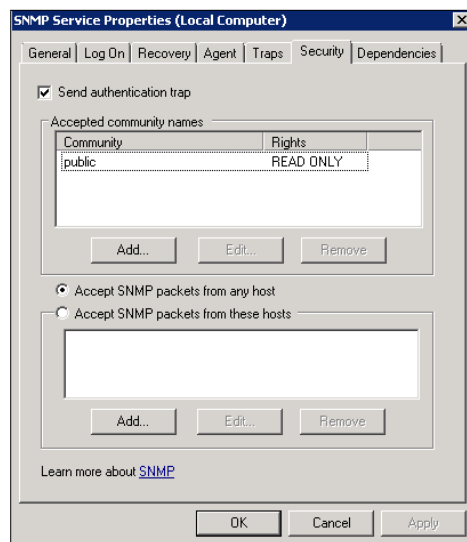 SNMP Service Properties (Local Computer)
General Log On Recovery Agent Traps Security Dependencies
Send authentication trap
Accepted community names
Community Rights
public READ ONLY
Add... Edit... Remove
Accept SNMP packets from any host
Accept SNMP packets from these hosts
Add... Edit... Remove
Learn more about SNMP
OK Cancel Apply